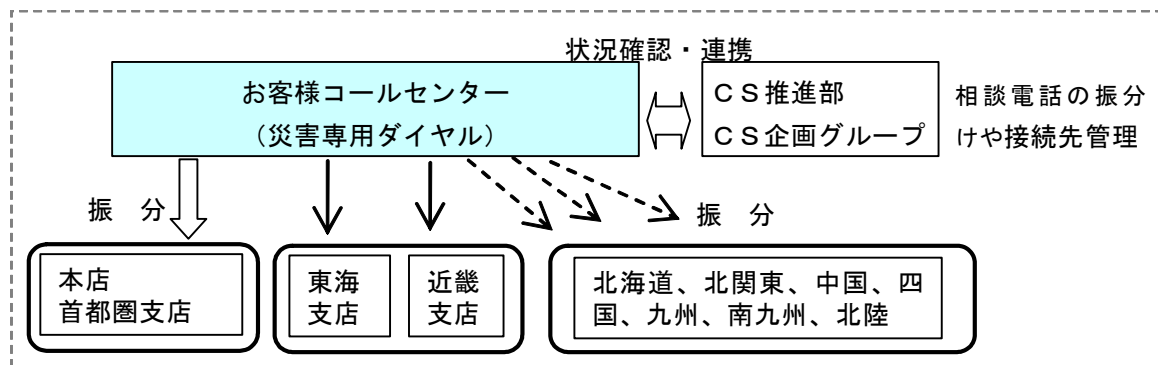 状況確認・連携
お客様コールセンター
（災害専用ダイヤル）
ＣＳ推進部
ＣＳ企画グループ
相談電話の振分
けや接続先管理
振　分
振　分
本店
首都圏支店
東海
支店
近畿
支店
北海道、北関東、中国、四
国、九州、南九州、北陸